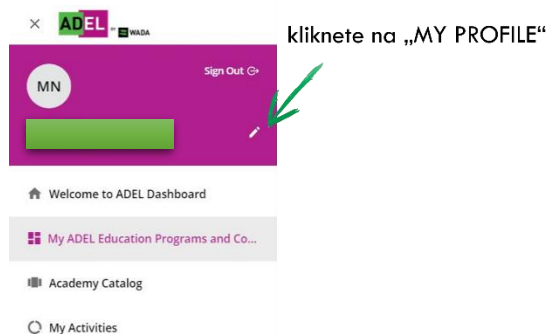 × ADEL BY WADA
kliknete na „MY PROFILE“
Sign Out
MN
Welcome to ADEL Dashboard
My ADEL Education Programs and Co...
Academy Catalog
My Activities